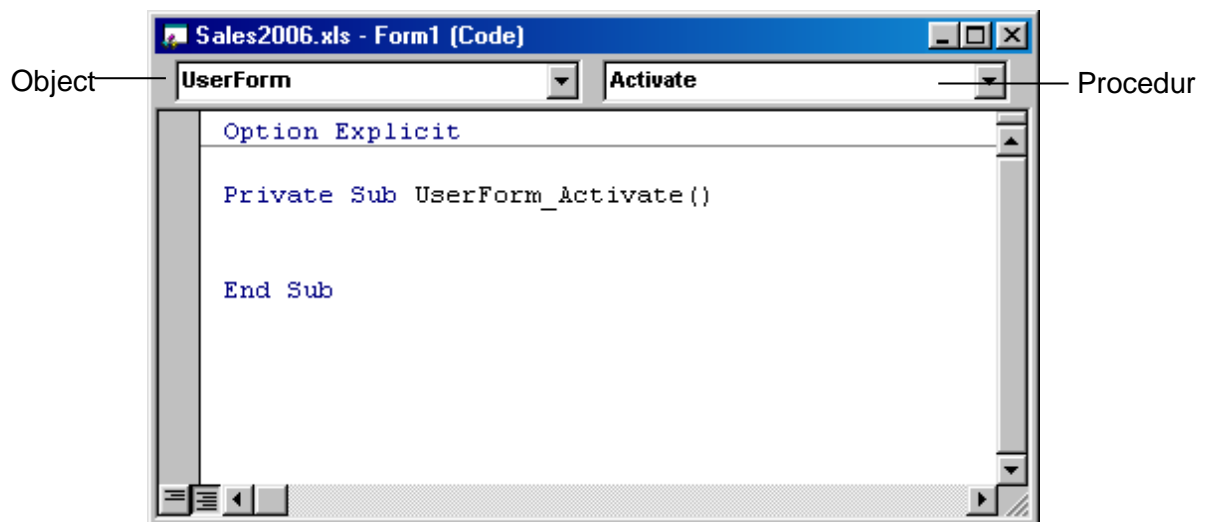 Sales2006.xls - Form1 (Code)
Object UserForm Activate Procedur
Option Explicit
Private Sub UserForm_Activate()
End Sub